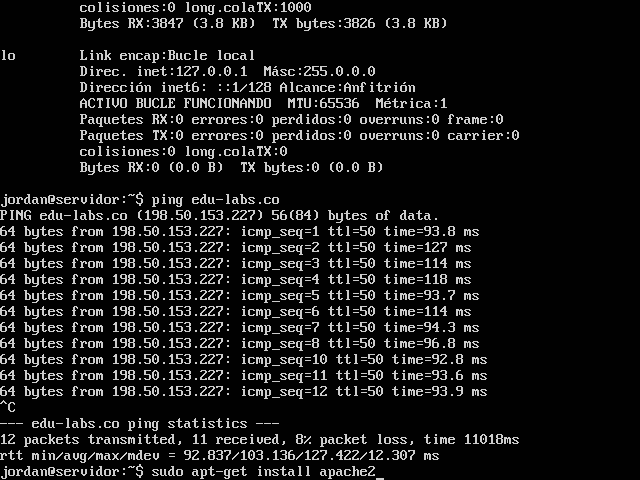 colisiones:0 long.colaTX:1000
Bytes RX:3847 (3.8 KB)  TX bytes:3826 (3.8 KB)
lo        Link encap:Bucle local
Direc. inet:127.0.0.1  Másc:255.0.0.0
Dirección inet6: ::1/128 Alcance:Anfitrión
ACTIVO BUCLE FUNCIONANDO  MTU:65536  Métrica:1
Paquetes RX:0 errores:0 perdidos:0 overruns:0 frame:0
Paquetes TX:0 errores:0 perdidos:0 overruns:0 carrier:0
colisiones:0 long.colaTX:0
Bytes RX:0 (0.0 B)  TX bytes:0 (0.0 B)
jordan@servidor:~$ ping edu-labs.co
PING edu-labs.co (198.50.153.227) 56(84) bytes of data.
64 bytes from 198.50.153.227: icmp_seq=1 ttl=50 time=93.8 ms
64 bytes from 198.50.153.227: icmp_seq=2 ttl=50 time=127 ms
64 bytes from 198.50.153.227: icmp_seq=3 ttl=50 time=114 ms
64 bytes from 198.50.153.227: icmp_seq=4 ttl=50 time=118 ms
64 bytes from 198.50.153.227: icmp_seq=5 ttl=50 time=93.7 ms
64 bytes from 198.50.153.227: icmp_seq=6 ttl=50 time=114 ms
64 bytes from 198.50.153.227: icmp_seq=7 ttl=50 time=94.3 ms
64 bytes from 198.50.153.227: icmp_seq=8 ttl=50 time=96.8 ms
64 bytes from 198.50.153.227: icmp_seq=10 ttl=50 time=92.8 ms
64 bytes from 198.50.153.227: icmp_seq=11 ttl=50 time=93.6 ms
64 bytes from 198.50.153.227: icmp_seq=12 ttl=50 time=93.9 ms
^C
--- edu-labs.co ping statistics ---
12 packets transmitted, 11 received, 8% packet loss, time 11018ms
rtt min/avg/max/mdev = 92.837/103.136/127.422/12.307 ms
jordan@servidor:~$ sudo apt-get install apache2_